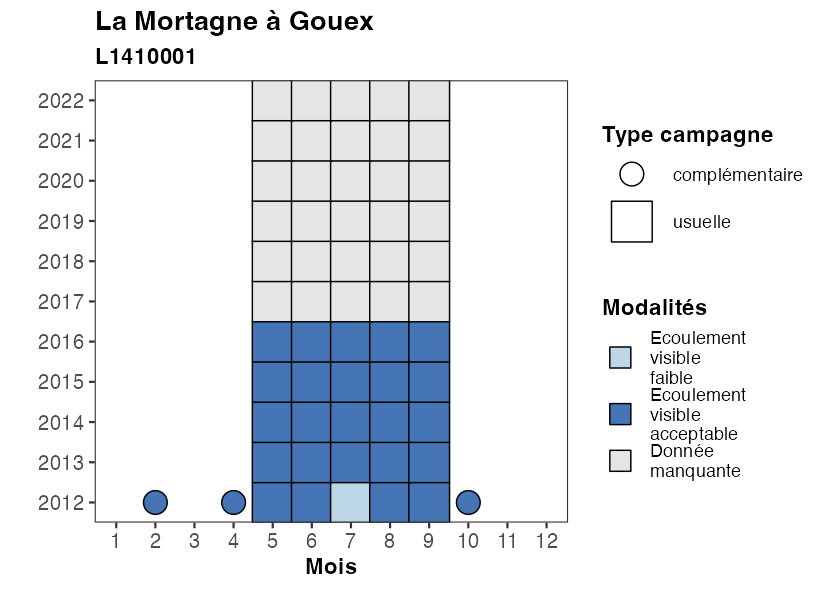 La Mortagne à Gouex
L1410001
2022
2021
2020
2019
2018
2017
2016
2015
2014
2013
2012
1 2 3 4 5 6 7 8 9 10 11 12
Mois
Type campagne
complémentaire
usuelle
Modalités
Ecoulement
visible
faible
Ecoulement
visible
acceptable
Donnée
manquante